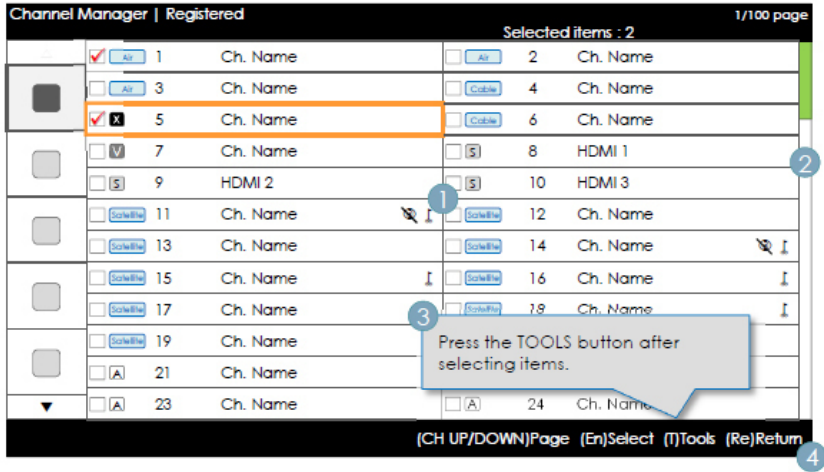 Channel Manager | Registered
1/100 page
Selected items : 2
Air 1 Ch. Name
Air 2 Ch. Name
Air 3 Ch. Name
Cable 4 Ch. Name
X 5 Ch. Name
Cable 6 Ch. Name
V 7 Ch. Name
S 8 HDMI 1
2
S 9 HDMI 2
S 10 HDMI 3
1
Satellite 11 Ch. Name
Satellite 12 Ch. Name
Satellite 13 Ch. Name
Satellite 14 Ch. Name
Satellite 15 Ch. Name
Satellite 16 Ch. Name
Satellite 17 Ch. Name
Satellite 18 Ch. Name
3
Satellite 19 Ch. Name
Press the TOOLS button after
selecting items.
A 21 Ch. Name
A 23 Ch. Name
A 24 Ch. Name
(CH UP/DOWN)Page (En)Select (T)Tools (Re)Return
4